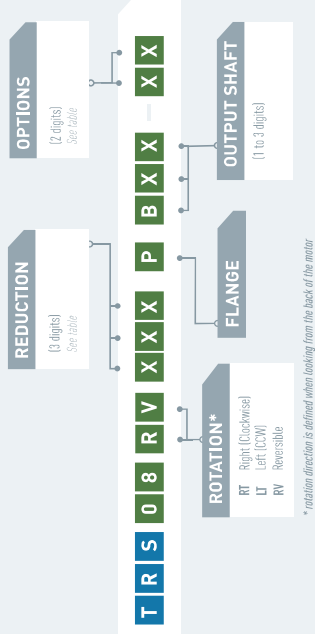 REDUCTION
(3 digits)
See table
OPTIONS
(2 digits)
See table
T R S 0 8 R V X X X P B X X - X X
ROTATION*
RT Right (Clockwise)
LT Left (CCW)
RV Reversible
FLANGE
OUTPUT SHAFT
(1 to 3 digits)
* rotation direction is defined when looking from the back of the motor